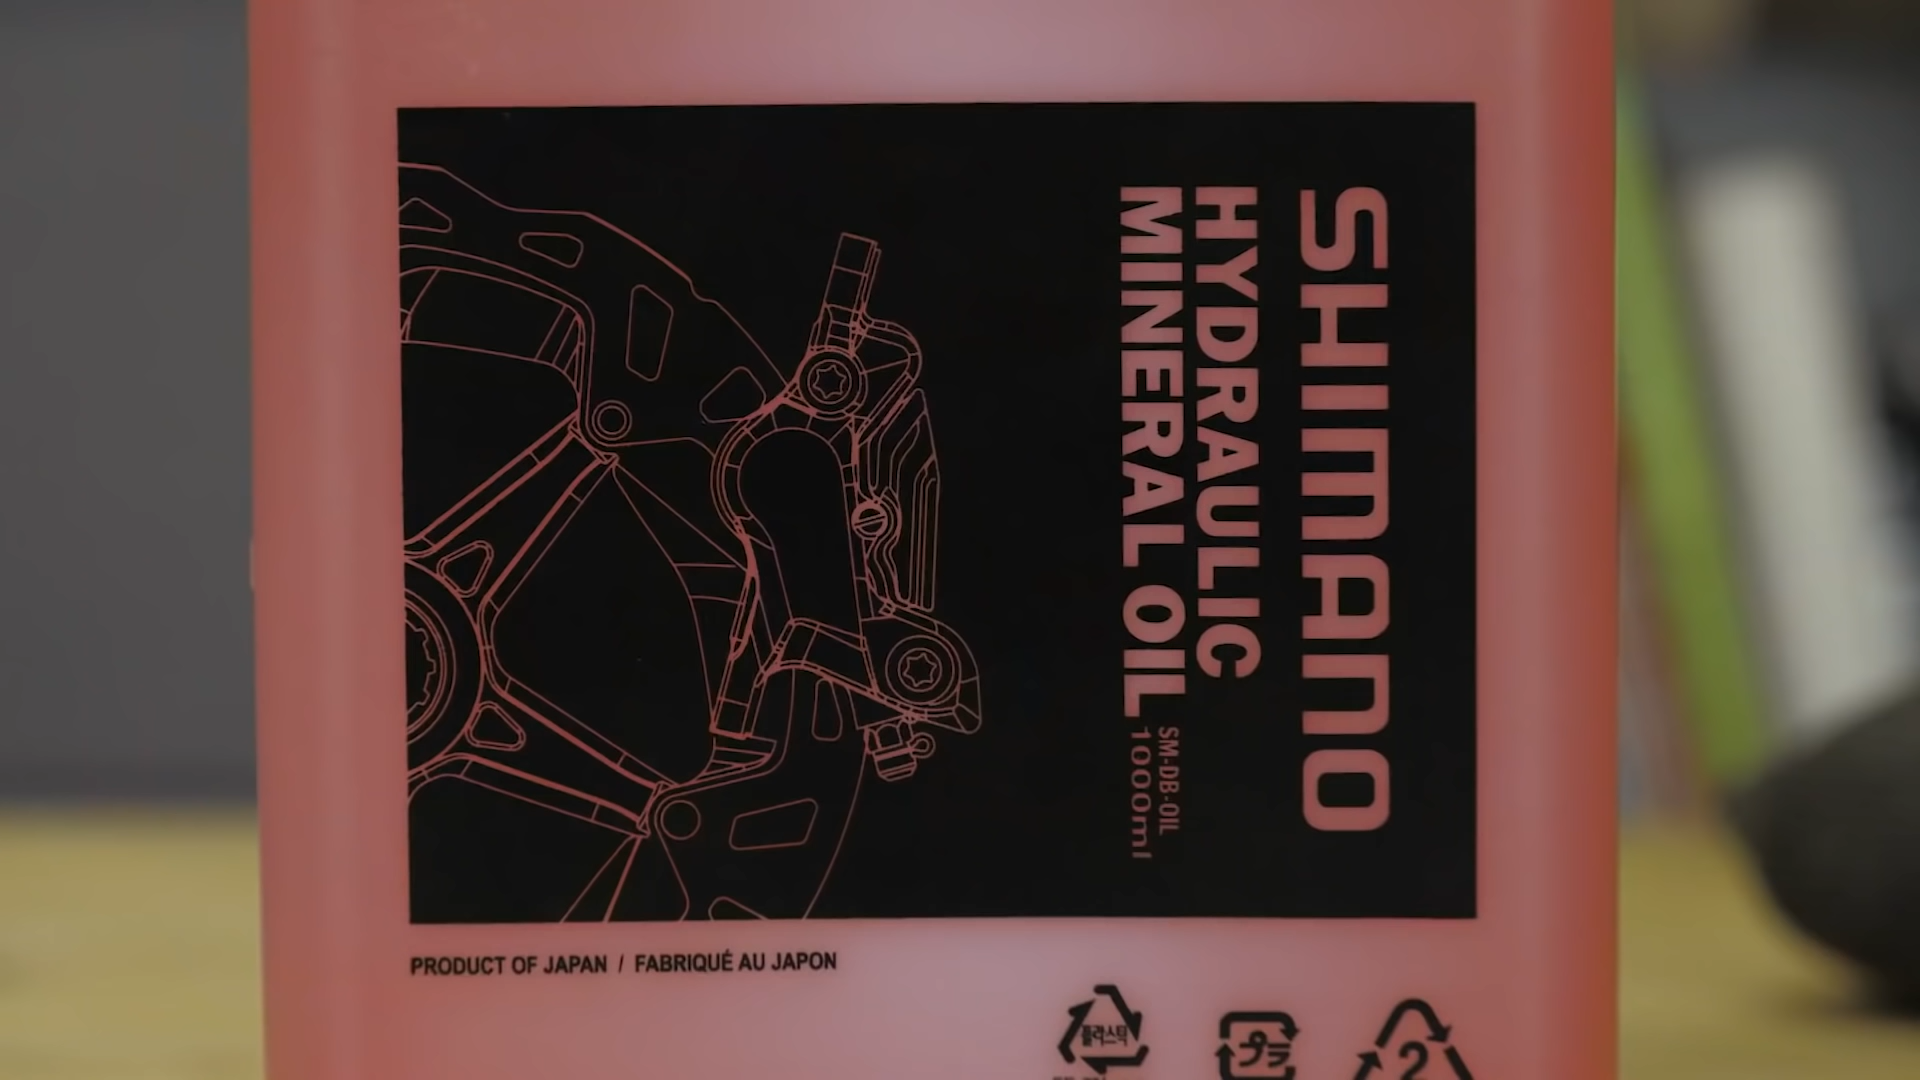 SHIMANO
HYDRAULIC
MINERAL OIL
SM-DB-OIL
1000ml
PRODUCT OF JAPAN / FABRIQUÉ AU JAPON
플라스틱
プラ
2